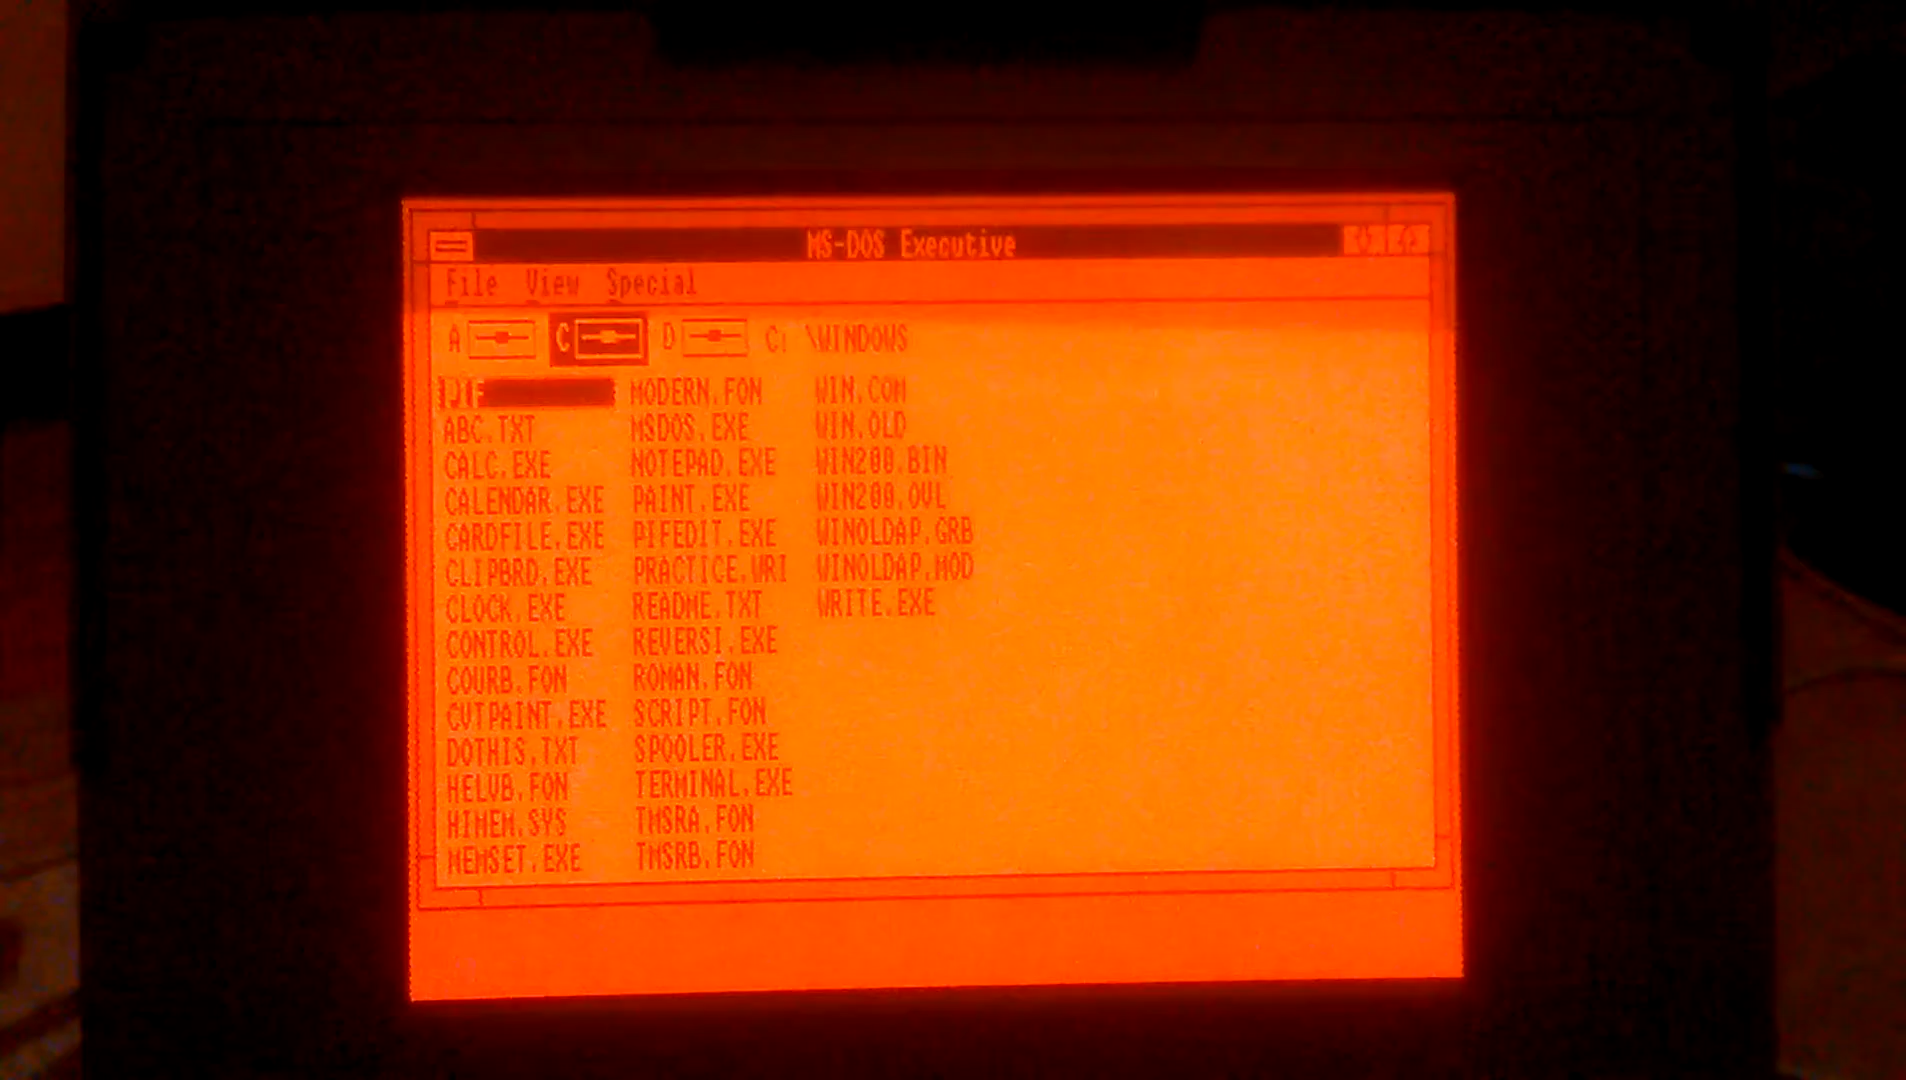 MS-DOS Executive
File View Special
A C D C: \WINDOWS
PIF MODERN.FON WIN.COM
ABC.TXT MSDOS.EXE WIN.OLD
CALC.EXE NOTEPAD.EXE WIN200.BIN
CALENDAR.EXE PAINT.EXE WIN200.OVL
CARDFILE.EXE PIFEDIT.EXE WINOLDAP.GRB
CLIPBRD.EXE PRACTICE.WRI WINOLDAP.MOD
CLOCK.EXE README.TXT WRITE.EXE
CONTROL.EXE REVERSI.EXE
COURB.FON ROMAN.FON
CVTPAINT.EXE SCRIPT.FON
DOTHIS.TXT SPOOLER.EXE
HELVB.FON TERMINAL.EXE
HIMEM.SYS TMSRA.FON
MEMSET.EXE TMSRB.FON